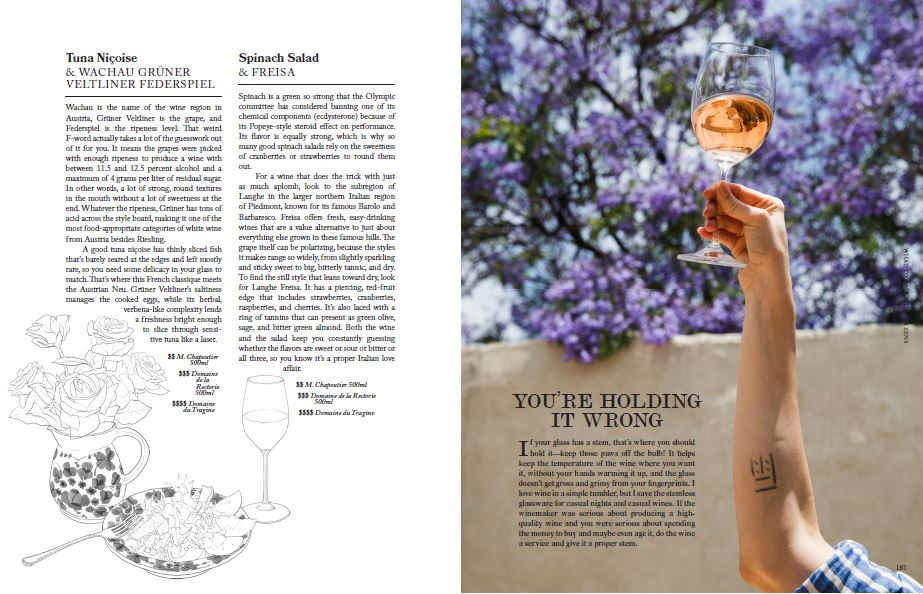 Tuna Niçoise
& WACHAU GRÜNER
VELTLINER FEDERSPIEL
Wachau is the name of the wine region in
Austria, Grüner Veltliner is the grape, and
Federspiel is the ripeness level. That weird
F-word actually takes a lot of the guesswork out
of it for you. It means the grapes were picked
with enough ripeness to produce a wine with
between 11.5 and 12.5 percent alcohol and a
maximum of 4 grams per liter of residual sugar.
In other words, a lot of strong, round textures
in the mouth without a lot of sweetness at the
end. Whatever the ripeness, Grüner has tons of
acid across the style board, making it one of the
most food-appropriate categories of white wine
from Austria besides Riesling.
A good tuna niçoise has thinly sliced fish
that's barely seared at the edges and left mostly
rare, so you need some delicacy in your glass to
match. That's where this French classique meets
the Austrian Neu. Grüner Veltliner's saltiness
manages the cooked eggs, while its herbal,
verbena-like complexity lends
a freshness bright enough
to slice through sensi-
tive tuna like a laser.
$$ M. Chapoutier
500ml
$$$ Domaine
de la
Rectorie
500ml
$$$$ Domaine
du Tragine
Spinach Salad
& FREISA
Spinach is a green so strong that the Olympic
committee has considered banning one of its
chemical components (ecdysterone) because of
its Popeye-style steroid effect on performance.
Its flavor is equally strong, which is why so
many good spinach salads rely on the sweetness
of cranberries or strawberries to round them
out.
For a wine that does the trick with just
as much aplomb, look to the subregion of
Langhe in the larger northern Italian region
of Piedmont, known for its famous Barolo and
Barbaresco. Freisa offers fresh, easy-drinking
wines that are a value alternative to just about
everything else grown in these famous hills. The
grape itself can be polarizing, because the styles
it makes range so widely, from slightly sparkling
and sticky sweet to big, bitterly tannic, and dry.
To find the still style that leans toward dry, look
for Langhe Freisa. It has a piercing, red-fruit
edge that includes strawberries, cranberries,
raspberries, and cherries. It's also laced with a
ring of tannins that can present as green olive,
sage, and bitter green almond. Both the wine
and the salad keep you constantly guessing
whether the flavors are sweet or sour or bitter or
all three, so you know it's a proper Italian love
affair.
$$ M. Chapoutier 500ml
$$$ Domaine de la Rectorie
500ml
$$$$ Domaine du Tragine
YOU'RE HOLDING
IT WRONG
If your glass has a stem, that's where you should
hold it—keep those paws off the bulb! It helps
keep the temperature of the wine where you want
it, without your hands warming it up, and the glass
doesn't get gross and grimy from your fingerprints. I
love wine in a simple tumbler, but I save the stemless
glassware for casual nights and casual wines. If the
winemaker was serious about producing a high-
quality wine and you were serious about spending
the money to buy and maybe even age it, do the wine
a service and give it a proper stem.
181